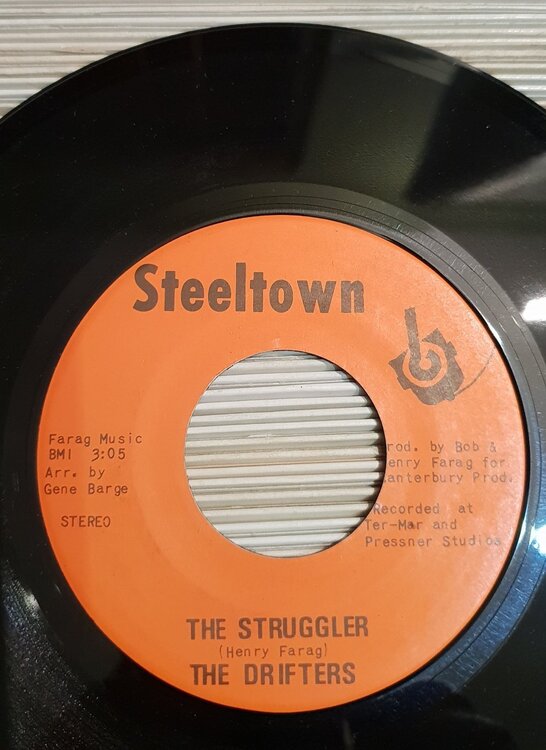 Steeltown
Farag Music
BMI 3:05
Arr. by
Gene Barge
STEREO
rod. by Bob &
enry Farag for
anterbury Prod.
Recorded at
Ter-Mar and
Pressner Studios
THE STRUGGLER
(Henry Farag)
THE DRIFTERS